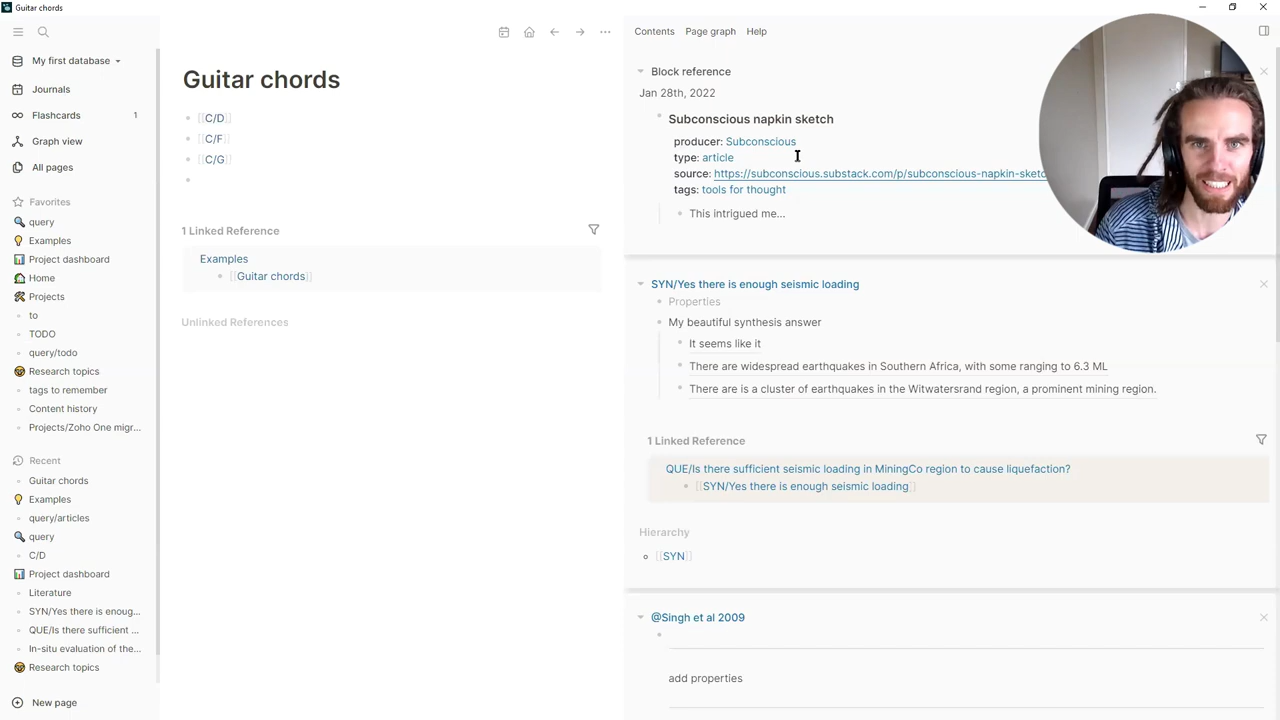 Guitar chords
My first database
Journals
Flashcards 1
Graph view
All pages
Favorites
query
Examples
Project dashboard
Home
Projects
to
TODO
query/todo
Research topics
tags to remember
Content history
Projects/Zoho One migr...
Recent
Guitar chords
Examples
query/articles
query
C/D
Project dashboard
Literature
SYN/Yes there is enoug...
QUE/Is there sufficient ...
In-situ evaluation of the...
Research topics
New page
Guitar chords
[[C/D]]
[[C/F]]
[[C/G]]
1 Linked Reference
Examples
[[Guitar chords]]
Unlinked References
Contents Page graph Help
Block reference
Jan 28th, 2022
Subconscious napkin sketch
producer: Subconscious
type: article
source: https://subconscious.substack.com/p/subconscious-napkin-sketc
tags: tools for thought
This intrigued me...
SYN/Yes there is enough seismic loading
Properties
My beautiful synthesis answer
It seems like it
There are widespread earthquakes in Southern Africa, with some ranging to 6.3 ML
There are is a cluster of earthquakes in the Witwatersrand region, a prominent mining region.
1 Linked Reference
QUE/Is there sufficient seismic loading in MiningCo region to cause liquefaction?
[[SYN/Yes there is enough seismic loading]]
Hierarchy
[[SYN]]
@Singh et al 2009
add properties